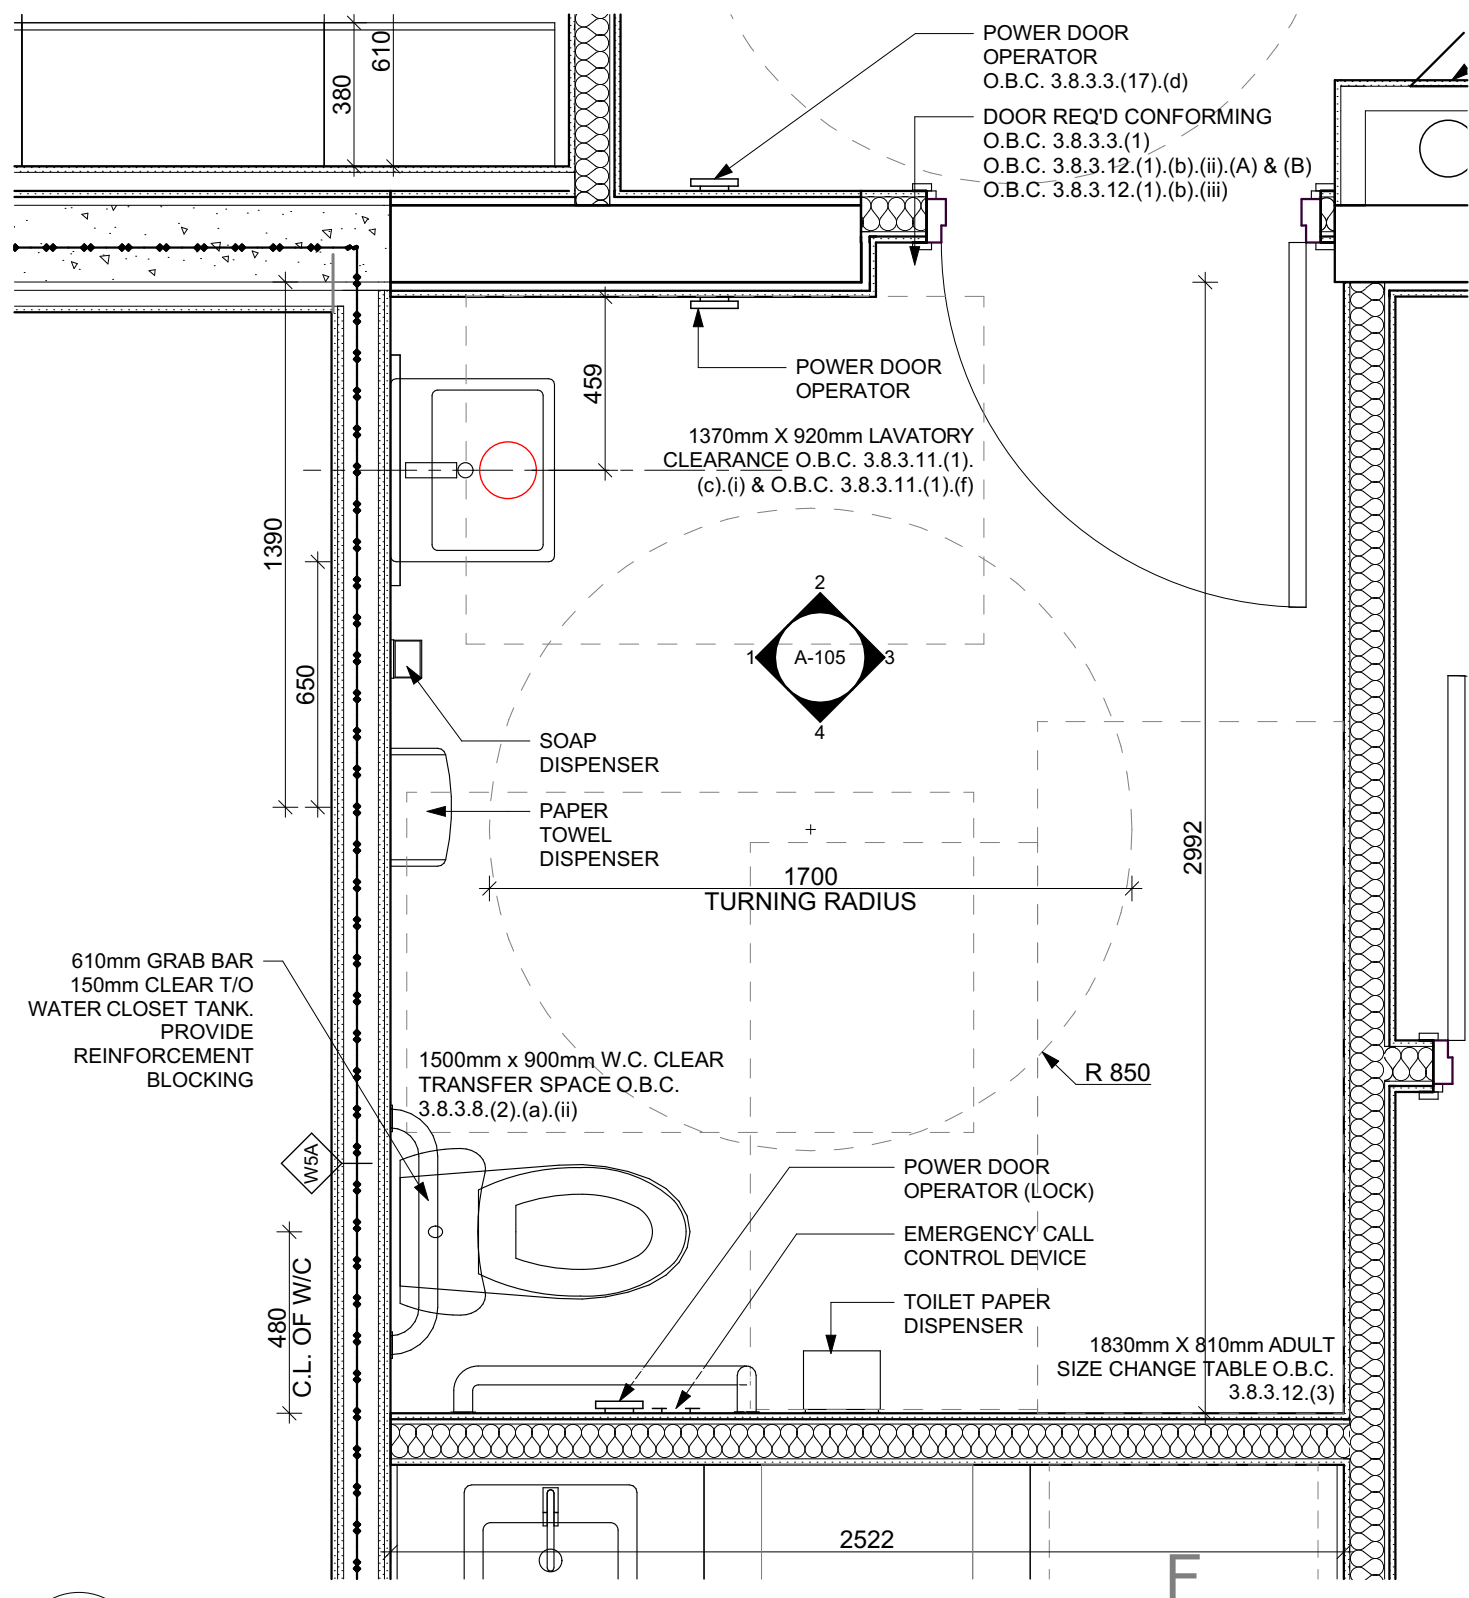 POWER DOOR
OPERATOR
O.B.C. 3.8.3.3.(17).(d)
DOOR REQ'D CONFORMING
O.B.C. 3.8.3.3.(1)
O.B.C. 3.8.3.12.(1).(b).(ii).(A) & (B)
O.B.C. 3.8.3.12.(1).(b).(iii)
610
380
POWER DOOR
OPERATOR
459
1370mm X 920mm LAVATORY
CLEARANCE O.B.C. 3.8.3.11.(1).
(c).(i) & O.B.C. 3.8.3.11.(1).(f)
1390
650
2
1
A-105
3
4
SOAP
DISPENSER
PAPER
TOWEL
DISPENSER
2992
1700
TURNING RADIUS
610mm GRAB BAR
150mm CLEAR T/O
WATER CLOSET TANK.
PROVIDE
REINFORCEMENT
BLOCKING
1500mm x 900mm W.C. CLEAR
TRANSFER SPACE O.B.C.
3.8.3.8.(2).(a).(ii)
R 850
W5A
POWER DOOR
OPERATOR (LOCK)
EMERGENCY CALL
CONTROL DEVICE
480
C.L. OF W/C
TOILET PAPER
DISPENSER
1830mm X 810mm ADULT
SIZE CHANGE TABLE O.B.C.
3.8.3.12.(3)
2522
F